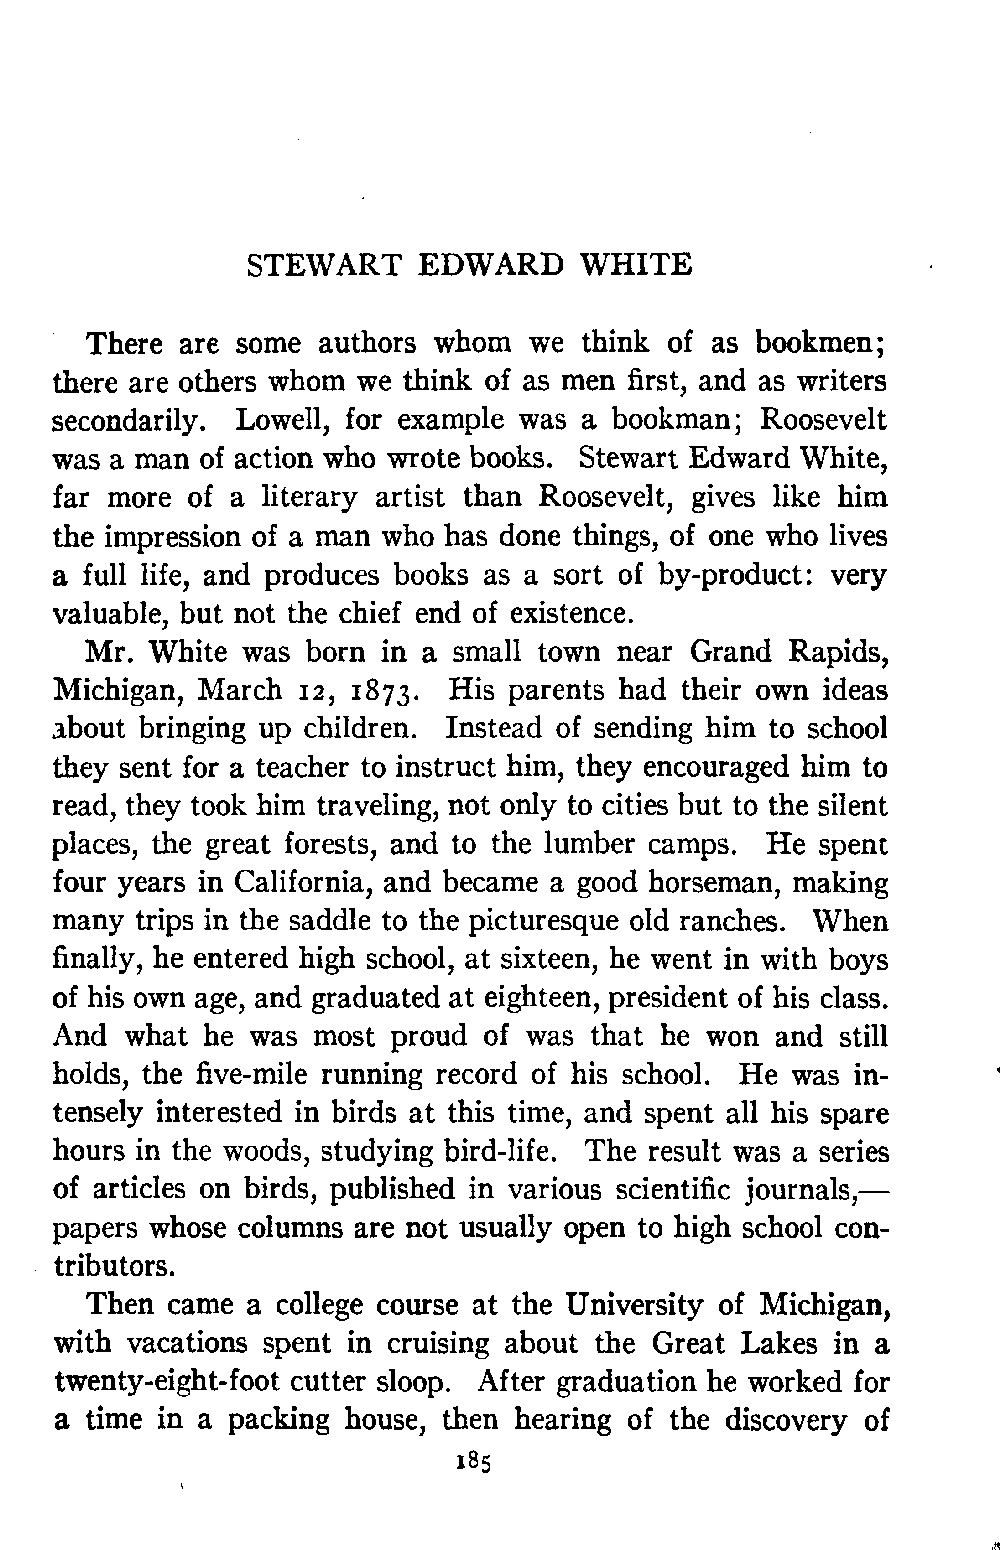 STEWART EDWARD WHITE
There are some authors whom we think of as bookmen;
there are others whom we think of as men first, and as writers
secondarily. Lowell, for example was a bookman; Roosevelt
was a man of action who wrote books. Stewart Edward White,
far more of a literary artist than Roosevelt, gives like him
the impression of a man who has done things, of one who lives
a full life, and produces books as a sort of by-product: very
valuable, but not the chief end of existence.
Mr. White was born in a small town near Grand Rapids,
Michigan, March 12, 1873. His parents had their own ideas
about bringing up children. Instead of sending him to school
they sent for a teacher to instruct him, they encouraged him to
read, they took him traveling, not only to cities but to the silent
places, the great forests, and to the lumber camps. He spent
four years in California, and became a good horseman, making
many trips in the saddle to the picturesque old ranches. When
finally, he entered high school, at sixteen, he went in with boys
of his own age, and graduated at eighteen, president of his class.
And what he was most proud of was that he won and still
holds, the five-mile running record of his school. He was in-
tensely interested in birds at this time, and spent all his spare
hours in the woods, studying bird-life. The result was a series
of articles on birds, published in various scientific journals,—
papers whose columns are not usually open to high school con-
tributors.
Then came a college course at the University of Michigan,
with vacations spent in cruising about the Great Lakes in a
twenty-eight-foot cutter sloop. After graduation he worked for
a time in a packing house, then hearing of the discovery of
185